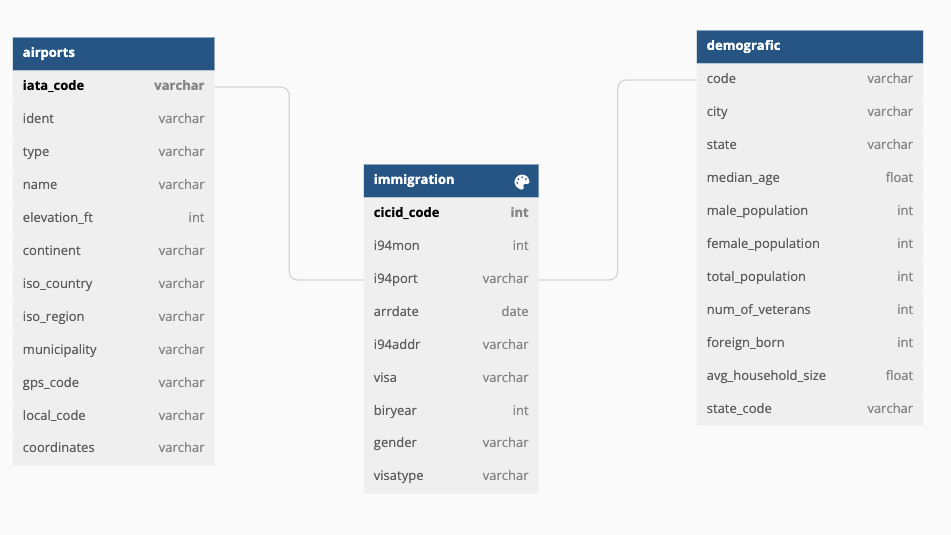 airports
iata_code varchar
ident varchar
type varchar
name varchar
elevation_ft int
continent varchar
iso_country varchar
iso_region varchar
municipality varchar
gps_code varchar
local_code varchar
coordinates varchar
immigration
cicid_code int
i94mon int
i94port varchar
arrdate date
i94addr varchar
visa varchar
biryear int
gender varchar
visatype varchar
demografic
code varchar
city varchar
state varchar
median_age float
male_population int
female_population int
total_population int
num_of_veterans int
foreign_born int
avg_household_size float
state_code varchar